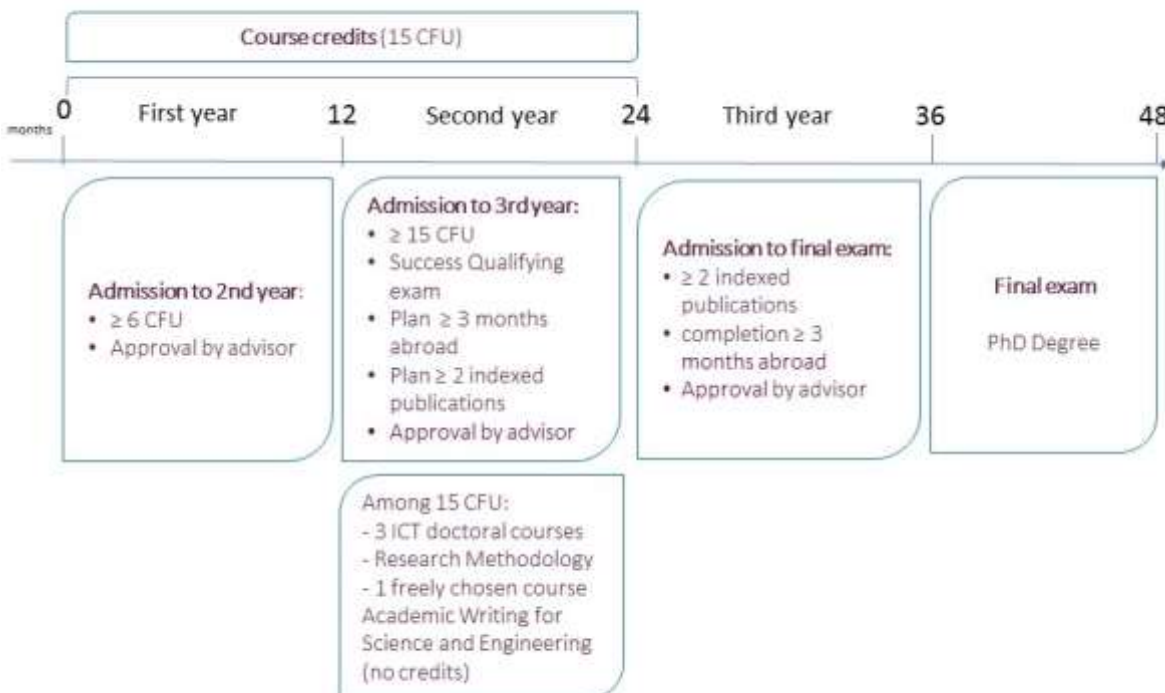 Course credits (15 CFU)
0 First year 12 Second year 24 Third year 36 48
months
Admission to 2nd year:
• ≥ 6 CFU
• Approval by advisor
Admission to 3rd year:
• ≥ 15 CFU
• Success Qualifying
exam
• Plan ≥ 3 months
abroad
• Plan ≥ 2 indexed
publications
• Approval by advisor
Among 15 CFU:
- 3 ICT doctoral courses
- Research Methodology
- 1 freely chosen course
Academic Writing for
Science and Engineering
(no credits)
Admission to final exam:
• ≥ 2 indexed
publications
• completion ≥ 3
months abroad
• Approval by advisor
Final exam
PhD Degree